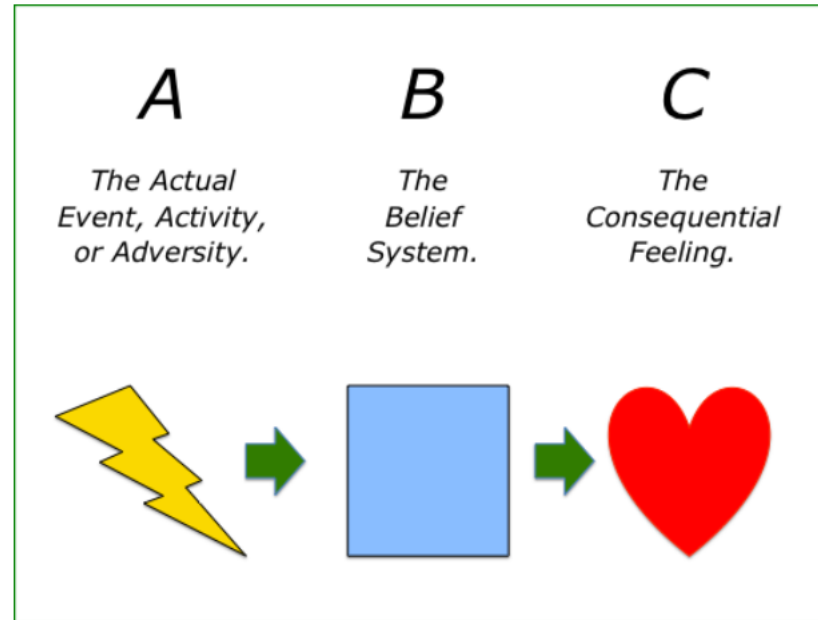 A
B
C
The Actual
Event, Activity,
or Adversity.
The
Belief
System.
The
Consequential
Feeling.